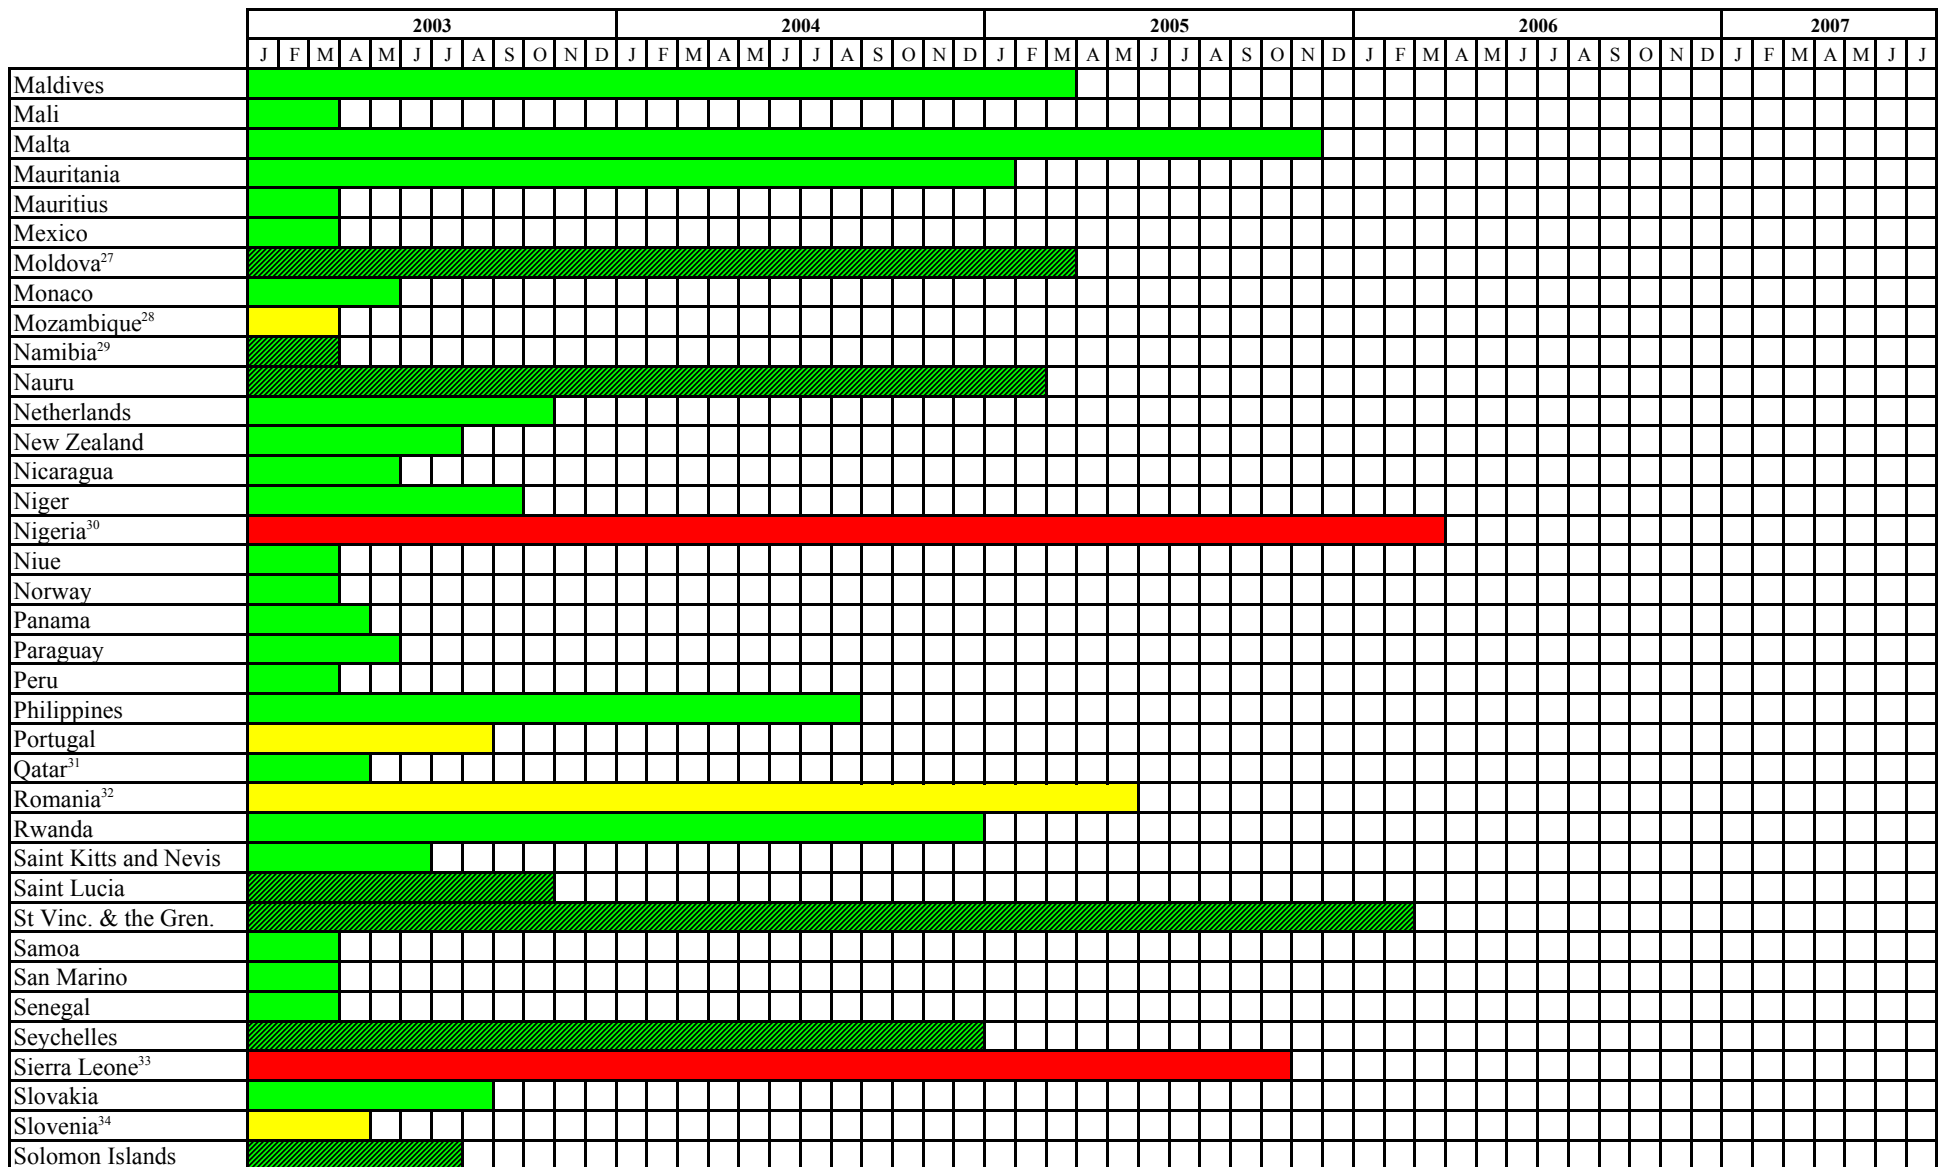 2003 2004 2005 2006 2007
J F M A M J J A S O N D J F M A M J J A S O N D J F M A M J J A S O N D J F M A M J J A S O N D J F M A M J J
Maldives
Mali
Malta
Mauritania
Mauritius
Mexico
Moldova²⁷
Monaco
Mozambique²⁸
Namibia²⁹
Nauru
Netherlands
New Zealand
Nicaragua
Niger
Nigeria³⁰
Niue
Norway
Panama
Paraguay
Peru
Philippines
Portugal
Qatar³¹
Romania³²
Rwanda
Saint Kitts and Nevis
Saint Lucia
St Vinc. & the Gren.
Samoa
San Marino
Senegal
Seychelles
Sierra Leone³³
Slovakia
Slovenia³⁴
Solomon Islands